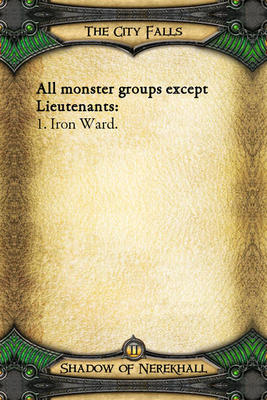 The City Falls
All monster groups except
Lieutenants:
1. Iron Ward.
II
Shadow of Nerekhall